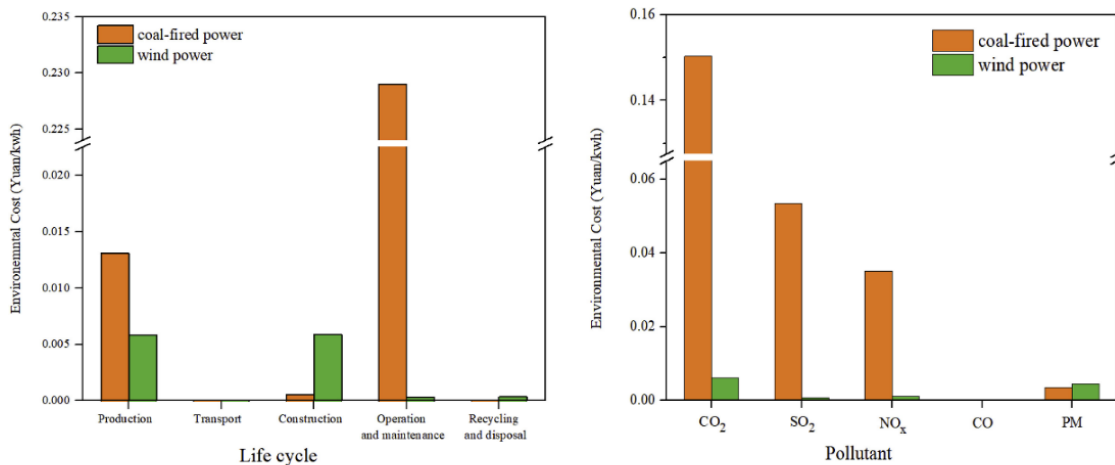 0.235
0.230
0.225
0.020
0.015
0.010
0.005
0.000
Environemntal Cost (Yuan/kwh)
coal-fired power
wind power
Production
Transport
Construction
Operation
and maintenance
Recycling
and disposal
Life cycle
0.16
0.14
0.06
0.04
0.02
0.00
Environmental Cost (Yuan/kwh)
coal-fired power
wind power
CO₂
SO₂
NOₓ
CO
PM
Pollutant